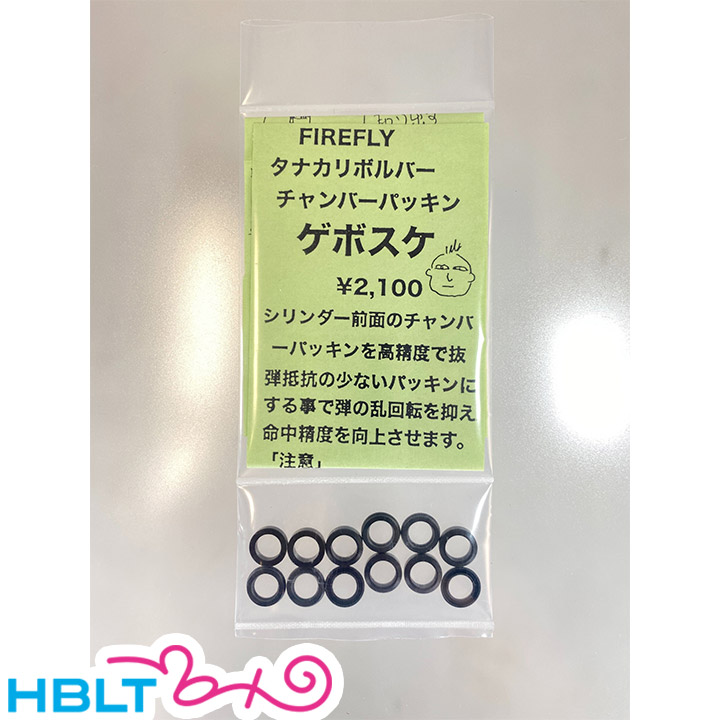 FIREFLY
タナカリボルバー
チャンバーパッキン
ゲボスケ
¥2,100
シリンダー前面のチャンバ
ーパッキンを高精度で抜
弾抵抗の少ないパッキンに
する事で弾の乱回転を抑え
命中精度を向上させます。
「注意」
HBLT